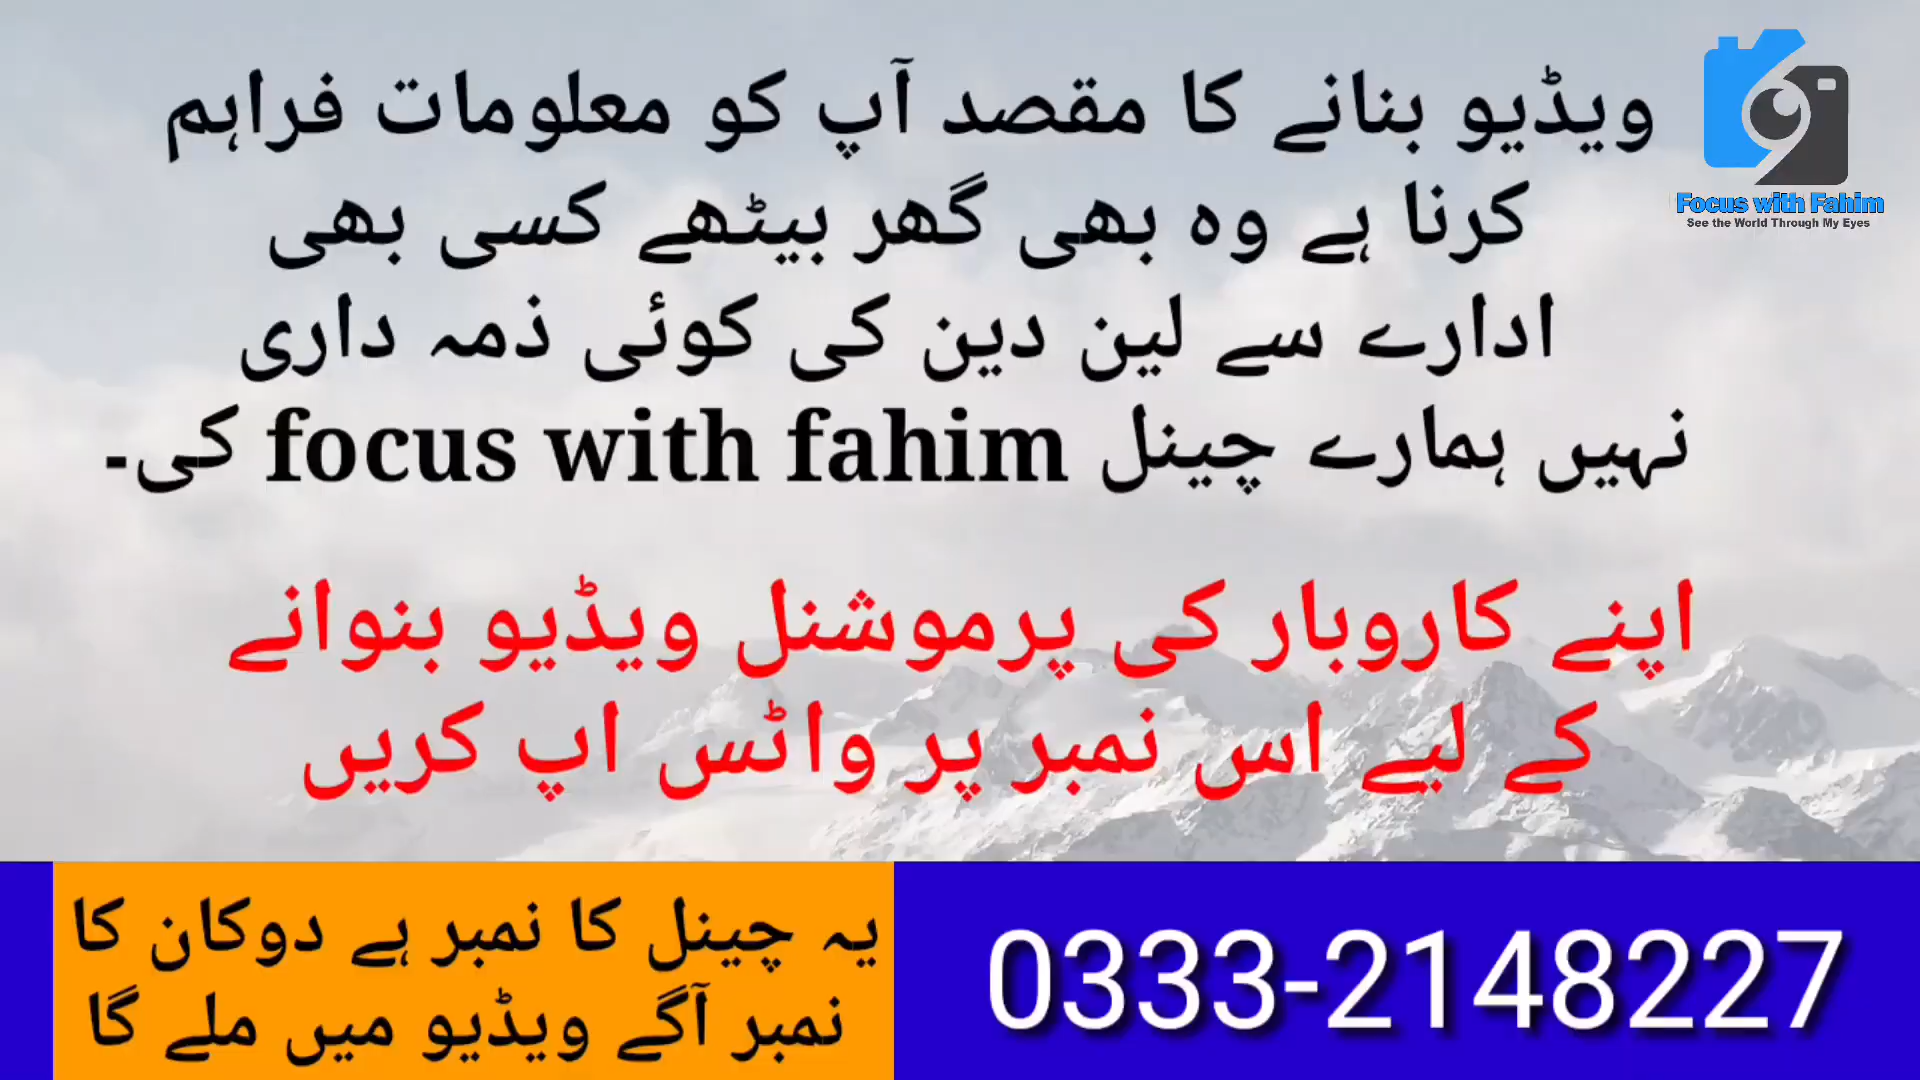 ویڈیو بنانے کا مقصد آپ کو معلومات فراہم
کرنا ہے وہ بھی گھر بیٹھے کسی بھی
ادارے سے لین دین کی کوئی ذمہ داری
نہیں ہمارے چینل focus with fahim کی۔
Focus with Fahim
See the World Through My Eyes
اپنے کاروبار کی پرموشنل ویڈیو بنوانے
کے لیے اس نمبر پر واٹس اپ کریں
یہ چینل کا نمبر ہے دوکان کا
نمبر آگے ویڈیو میں ملے گا
0333-2148227